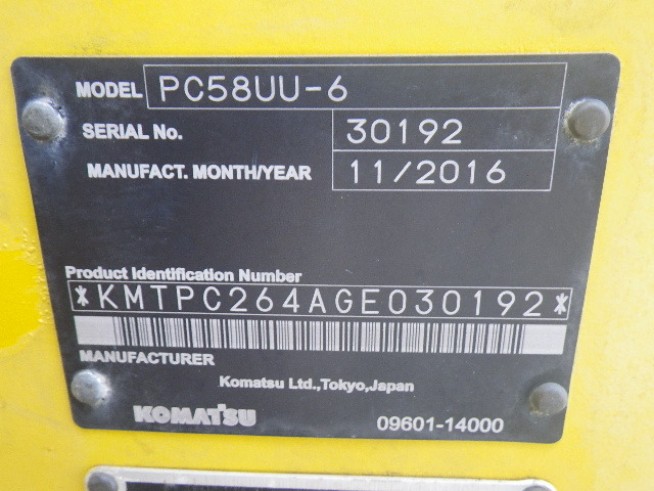 MODEL PC58UU-6
SERIAL No. 30192
MANUFACT. MONTH/YEAR 11/2016
Product Identification Number
*KMTPC264AGE030192*
MANUFACTURER
Komatsu Ltd.,Tokyo,Japan
KOMATSU 09601-14000